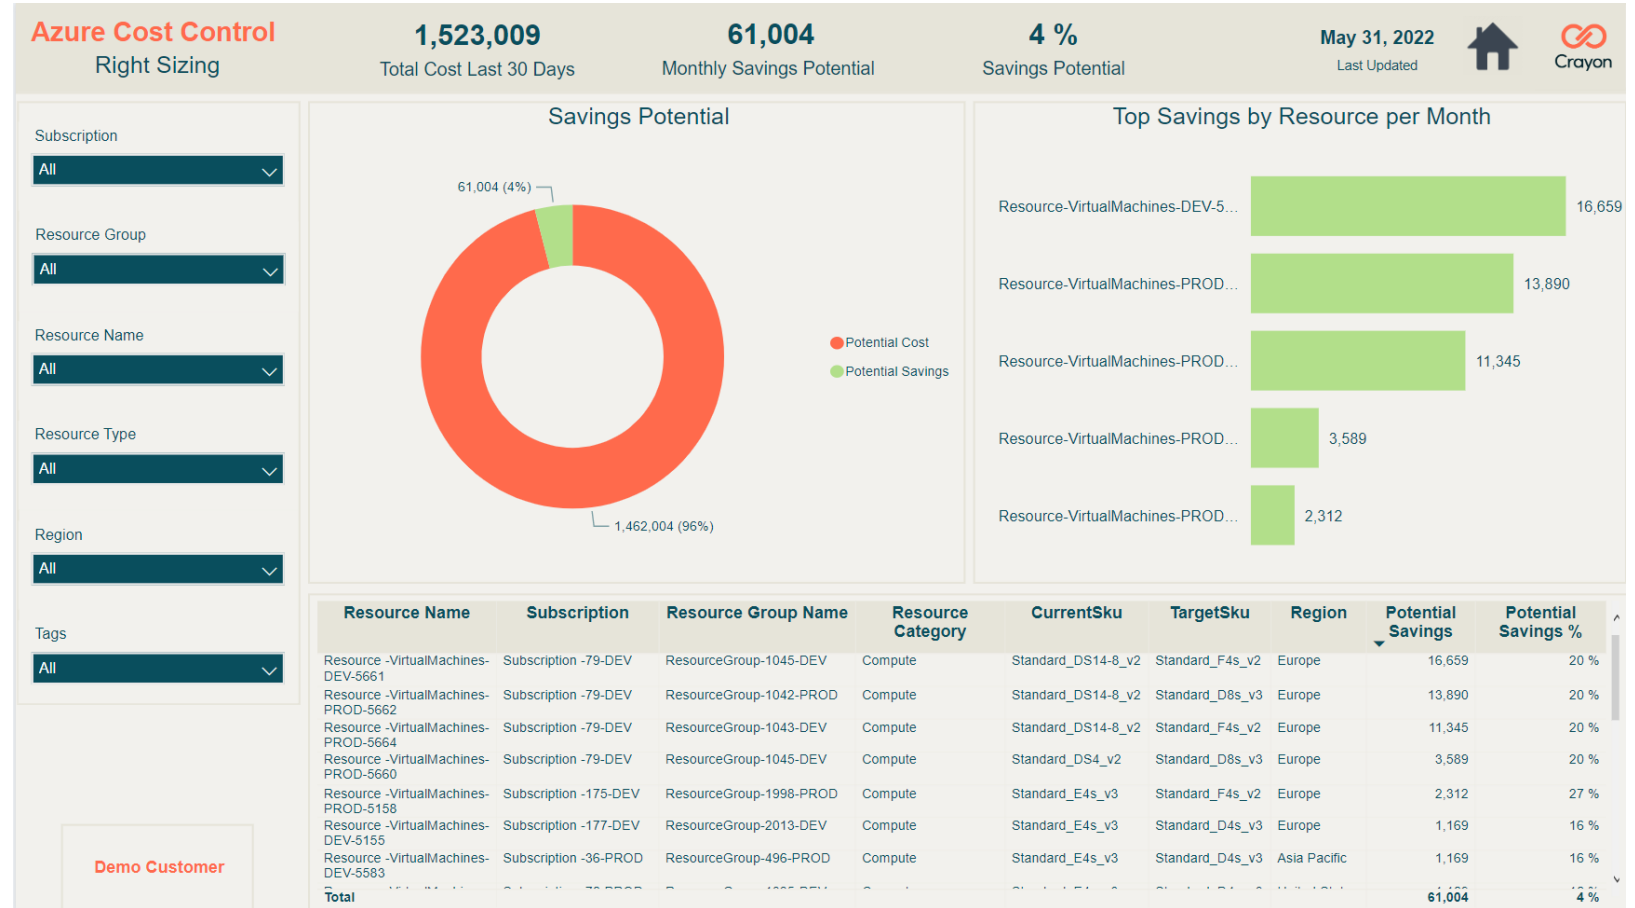 Azure Cost Control
Right Sizing
1,523,009
Total Cost Last 30 Days
61,004
Monthly Savings Potential
4 %
Savings Potential
May 31, 2022
Last Updated
Crayon
Subscription
All
Resource Group
All
Resource Name
All
Resource Type
All
Region
All
Tags
All
Demo Customer
Savings Potential
61,004 (4%)
1,462,004 (96%)
Potential Cost
Potential Savings
Top Savings by Resource per Month
Resource-VirtualMachines-DEV-5... 16,659
Resource-VirtualMachines-PROD... 13,890
Resource-VirtualMachines-PROD... 11,345
Resource-VirtualMachines-PROD... 3,589
Resource-VirtualMachines-PROD... 2,312
Resource Name Subscription Resource Group Name Resource CurrentSku TargetSku Region Potential Potential
Category Savings Savings %
Resource -VirtualMachines- Subscription -79-DEV ResourceGroup-1045-DEV Compute Standard_DS14-8_v2 Standard_F4s_v2 Europe 16,659 20 %
DEV-5661
Resource -VirtualMachines- Subscription -79-DEV ResourceGroup-1042-PROD Compute Standard_DS14-8_v2 Standard_D8s_v3 Europe 13,890 20 %
PROD-5662
Resource -VirtualMachines- Subscription -79-DEV ResourceGroup-1043-DEV Compute Standard_DS14-8_v2 Standard_F4s_v2 Europe 11,345 20 %
PROD-5664
Resource -VirtualMachines- Subscription -79-DEV ResourceGroup-1045-DEV Compute Standard_DS4_v2 Standard_D8s_v3 Europe 3,589 20 %
PROD-5660
Resource -VirtualMachines- Subscription -175-DEV ResourceGroup-1998-PROD Compute Standard_E4s_v3 Standard_F4s_v2 Europe 2,312 27 %
PROD-5158
Resource -VirtualMachines- Subscription -177-DEV ResourceGroup-2013-DEV Compute Standard_E4s_v3 Standard_D4s_v3 Europe 1,169 16 %
DEV-5155
Resource -VirtualMachines- Subscription -36-PROD ResourceGroup-496-PROD Compute Standard_E4s_v3 Standard_D4s_v3 Asia Pacific 1,169 16 %
DEV-5583
Total 61,004 4 %